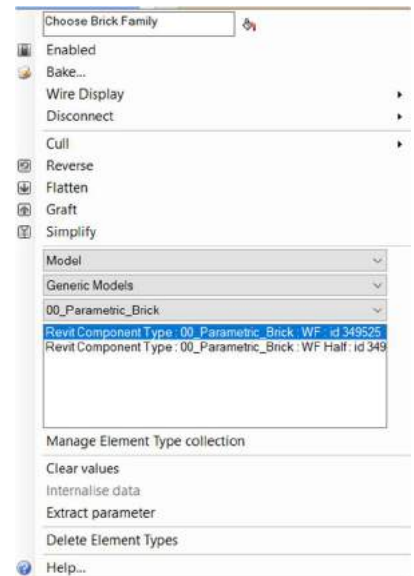 Choose Brick Family
Enabled
Bake...
Wire Display
Disconnect
Cull
Reverse
Flatten
Graft
Simplify
Model
Generic Models
00_Parametric_Brick
Revit Component Type : 00_Parametric_Brick : WF : id 349525
Revit Component Type : 00_Parametric_Brick : WF Half : id 349
Manage Element Type collection
Clear values
Internalise data
Extract parameter
Delete Element Types
Help...